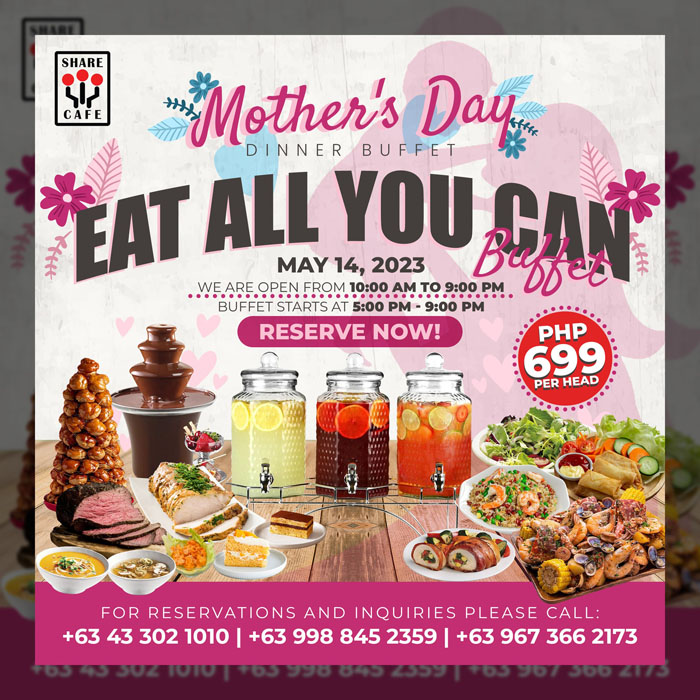 SHARE
CAFE
Mother's Day
DINNER BUFFET
EAT ALL YOU CAN
Buffet
MAY 14, 2023
WE ARE OPEN FROM 10:00 AM TO 9:00 PM
BUFFET STARTS AT 5:00 PM - 9:00 PM
RESERVE NOW!
PHP
699
PER HEAD
FOR RESERVATIONS AND INQUIRIES PLEASE CALL:
+63 43 302 1010 | +63 998 845 2359 | +63 967 366 2173